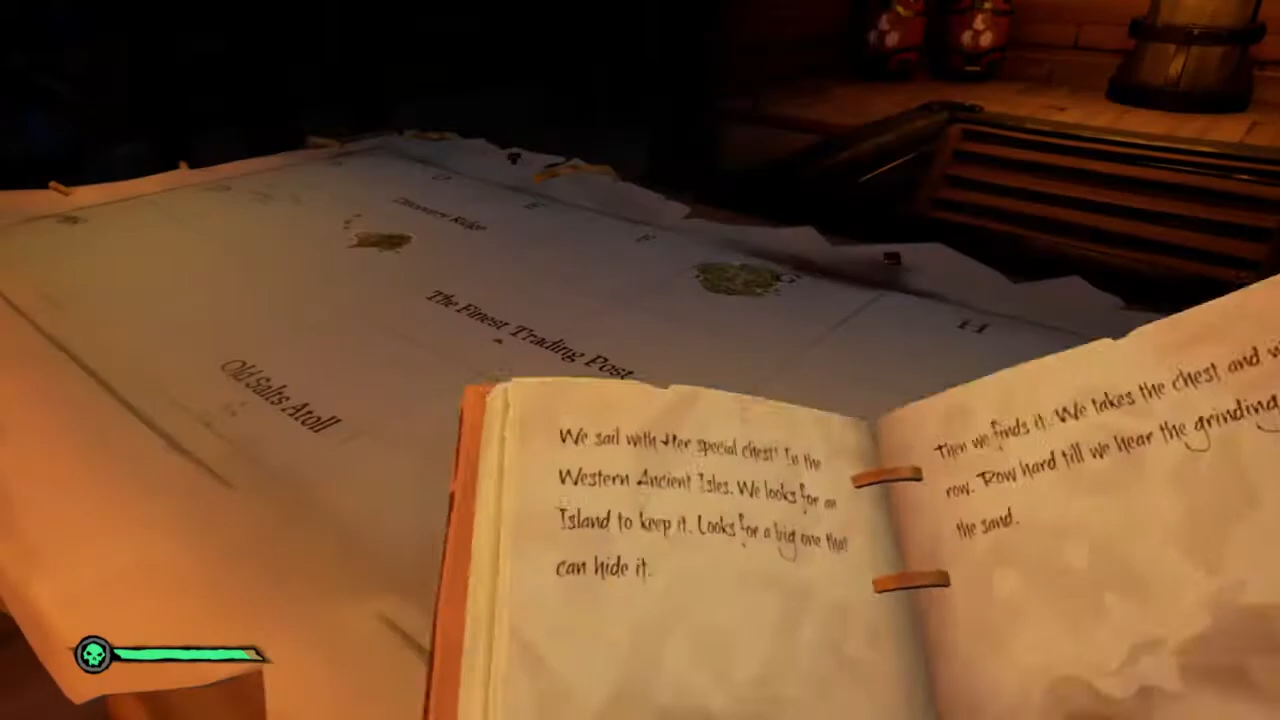 G
H
Discovery Ridge
The Finest Trading Post
Old Salts Atoll
We sail with Her special chest! In the
Western Ancient Isles. We looks for an
Island to keep it. Looks for a big one that
can hide it.
Then we finds it. We takes the chest and
row. Row hard till we hear the grinding
the sand.